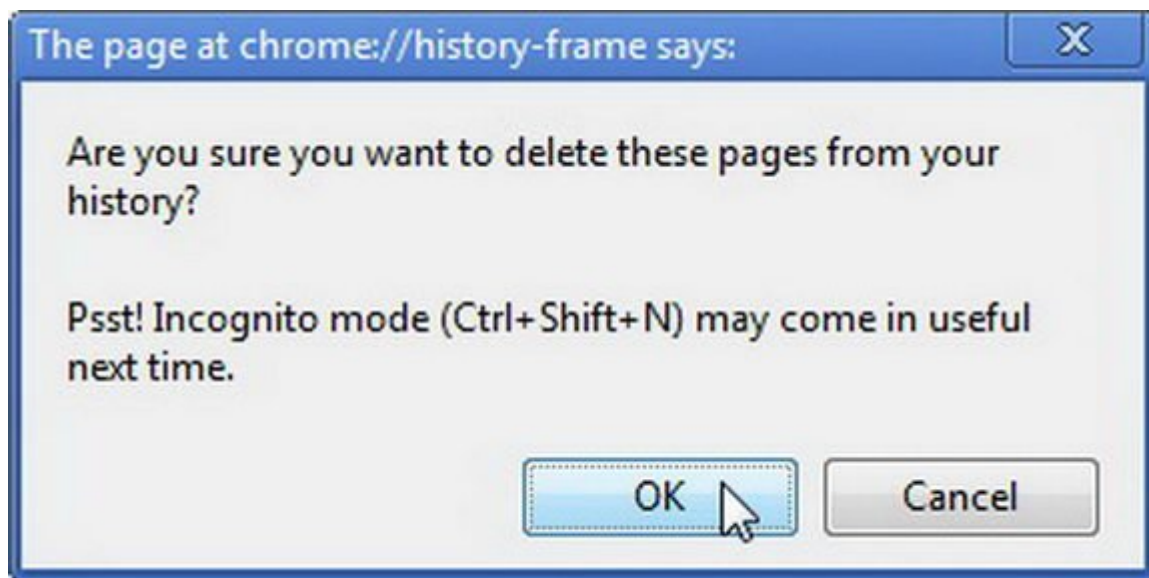 The page at chrome://history-frame says:
Are you sure you want to delete these pages from your
history?
Psst! Incognito mode (Ctrl+Shift+N) may come in useful
next time.
OK
Cancel